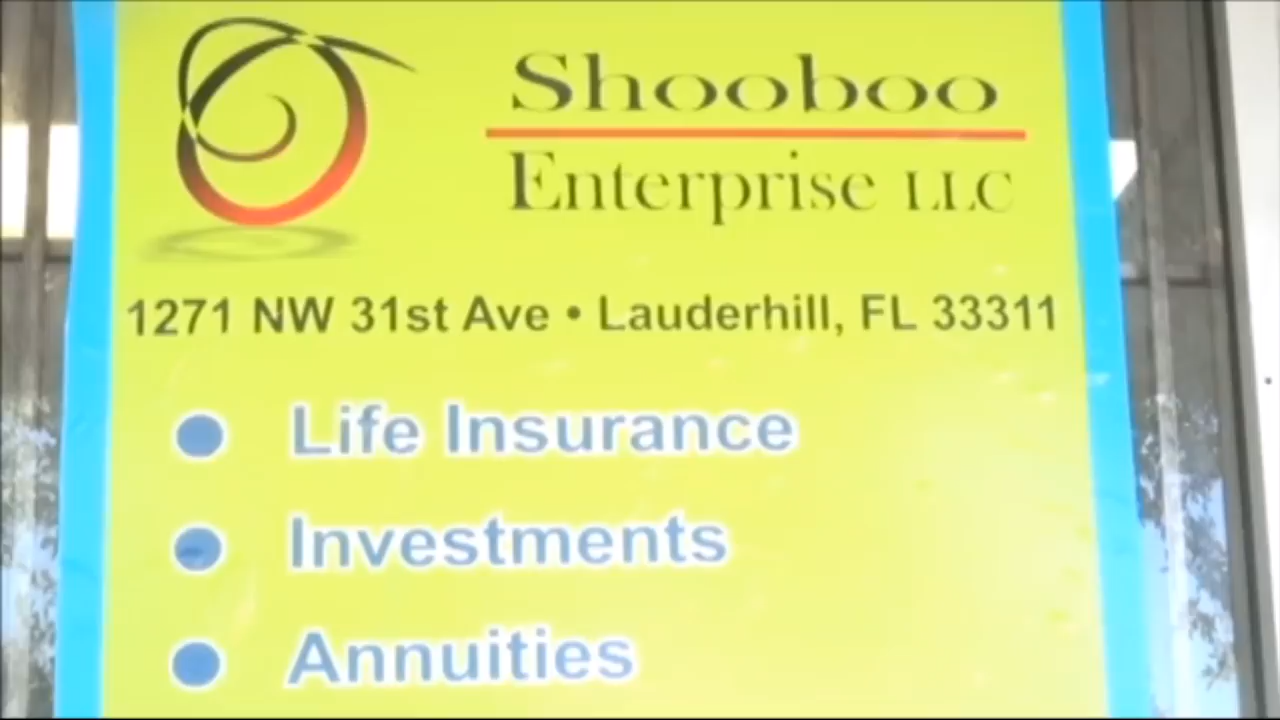 Shooboo
Enterprise LLC
1271 NW 31st Ave • Lauderhill, FL 33311
● Life Insurance
● Investments
● Annuities